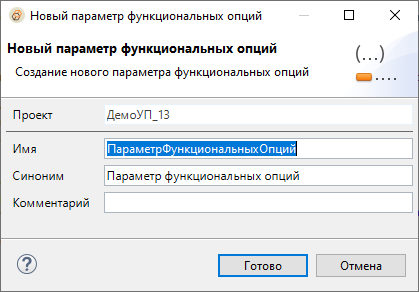 Новый параметр функциональных опций
Новый параметр функциональных опций
(...)
Создание нового параметра функциональных опций
Проект ДемоУП_13
Имя ПараметрФункциональныхОпций
Синоним Параметр функциональных опций
Комментарий
? Готово Отмена